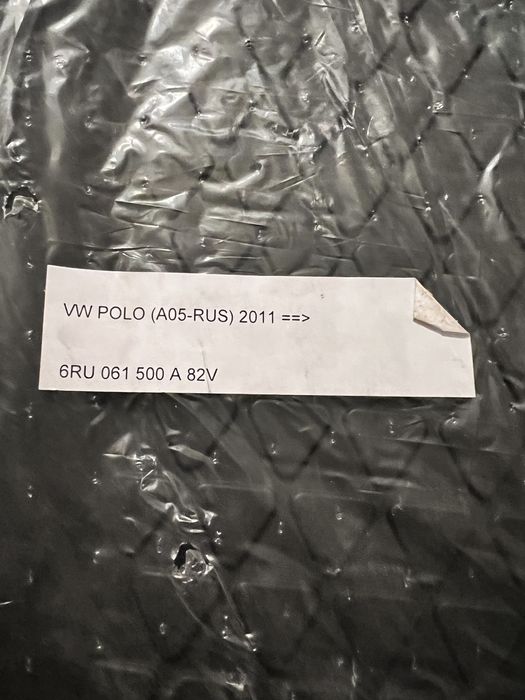 VW POLO (A05-RUS) 2011 ==>
6RU 061 500 A 82V